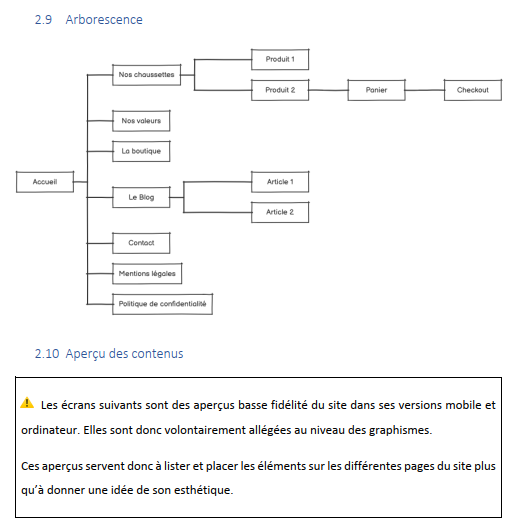 2.9 Arborescence
Produit 1
Nos chaussettes
Produit 2
Panier
Checkout
Nos valeurs
La boutique
Accueil
Article 1
Le Blog
Article 2
Contact
Mentions légales
Politique de confidentialité
2.10 Aperçu des contenus
Les écrans suivants sont des aperçus basse fidélité du site dans ses versions mobile et
ordinateur. Elles sont donc volontairement allégées au niveau des graphismes.
Ces aperçus servent donc à lister et placer les éléments sur les différentes pages du site plus
qu’à donner une idée de son esthétique.